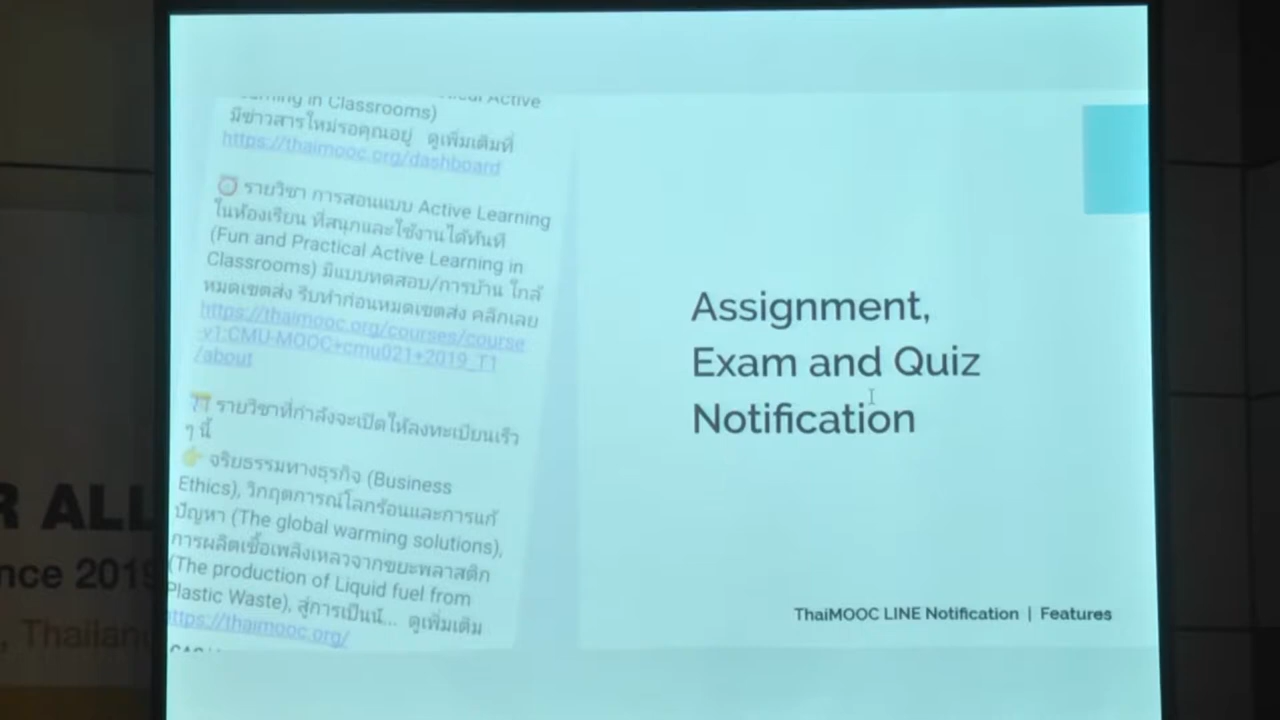 Learning in Classrooms)
Active
มีข่าวสารใหม่รอคุณอยู่ ดูเพิ่มเติมที่
https://thaimooc.org/dashboard
รายวิชา การสอนแบบ Active Learning
ในห้องเรียน ที่สนุกและใช้งานได้ทันที
(Fun and Practical Active Learning in
Classrooms) มีแบบทดสอบ/การบ้าน ใกล้
หมดเขตส่ง รีบทำก่อนหมดเขตส่ง คลิกเลย
https://thaimooc.org/courses/course
-v1:CMU-MOOC+cmu021+2019_T1
/about
รายวิชาที่กำลังจะเปิดให้ลงทะเบียนเร็ว
ๆ นี้
👉 จริยธรรมทางธุรกิจ (Business
Ethics), วิกฤตการณ์โลกร้อนและการแก้
ปัญหา (The global warming solutions),
การผลิตเชื้อเพลิงเหลวจากขยะพลาสติก
(The production of Liquid fuel from
Plastic Waste), สู่การเป็นน้... ดูเพิ่มเติม
https://thaimooc.org/
Assignment,
Exam and Quiz
Notification
ThaiMOOC LINE Notification | Features
R ALL
nce 2019
, Thailand